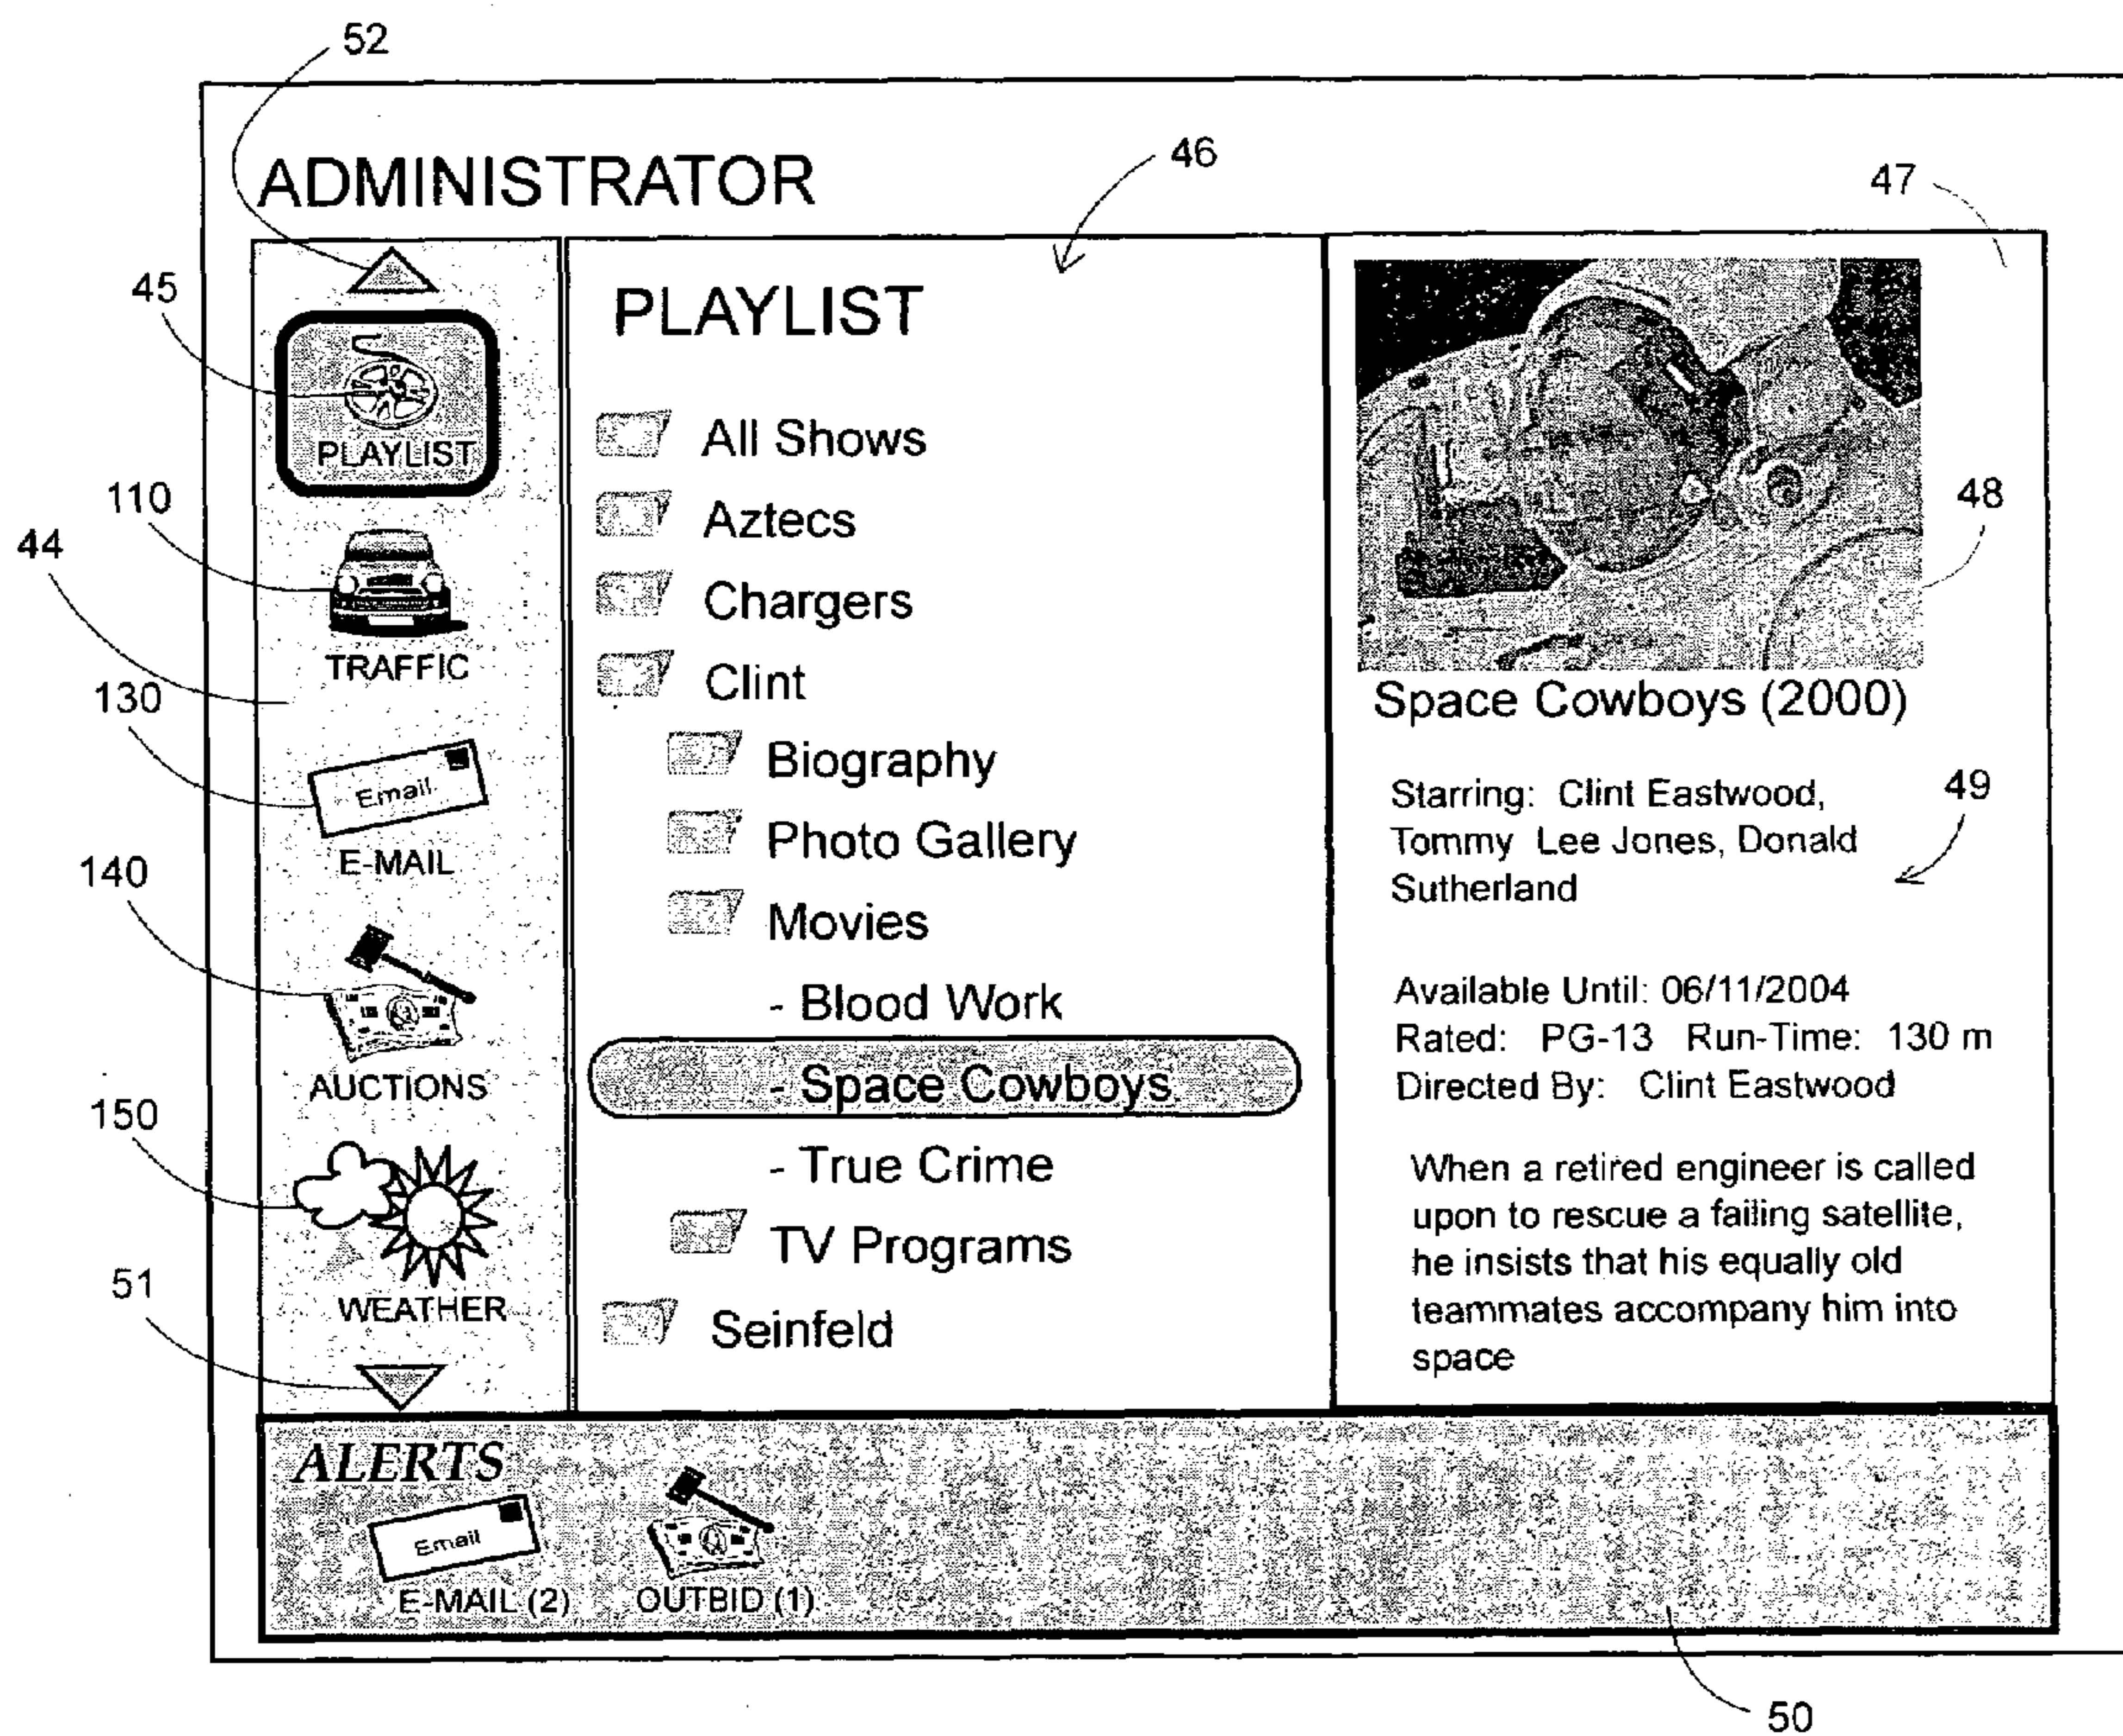 52
ADMINISTRATOR
46
47
45
PLAYLIST
110
44
TRAFFIC
130
Email
E-MAIL
140
AUCTIONS
150
WEATHER
51
PLAYLIST
All Shows
Aztecs
Chargers
Clint
Biography
Photo Gallery
Movies
- Blood Work
- Space Cowboys
- True Crime
TV Programs
Seinfeld
48
Space Cowboys (2000)
49
Starring: Clint Eastwood,
Tommy Lee Jones, Donald
Sutherland
Available Until: 06/11/2004
Rated: PG-13 Run-Time: 130 m
Directed By: Clint Eastwood
When a retired engineer is called
upon to rescue a failing satellite,
he insists that his equally old
teammates accompany him into
space
ALERTS
Email
E-MAIL (2) OUTBID (1)
50